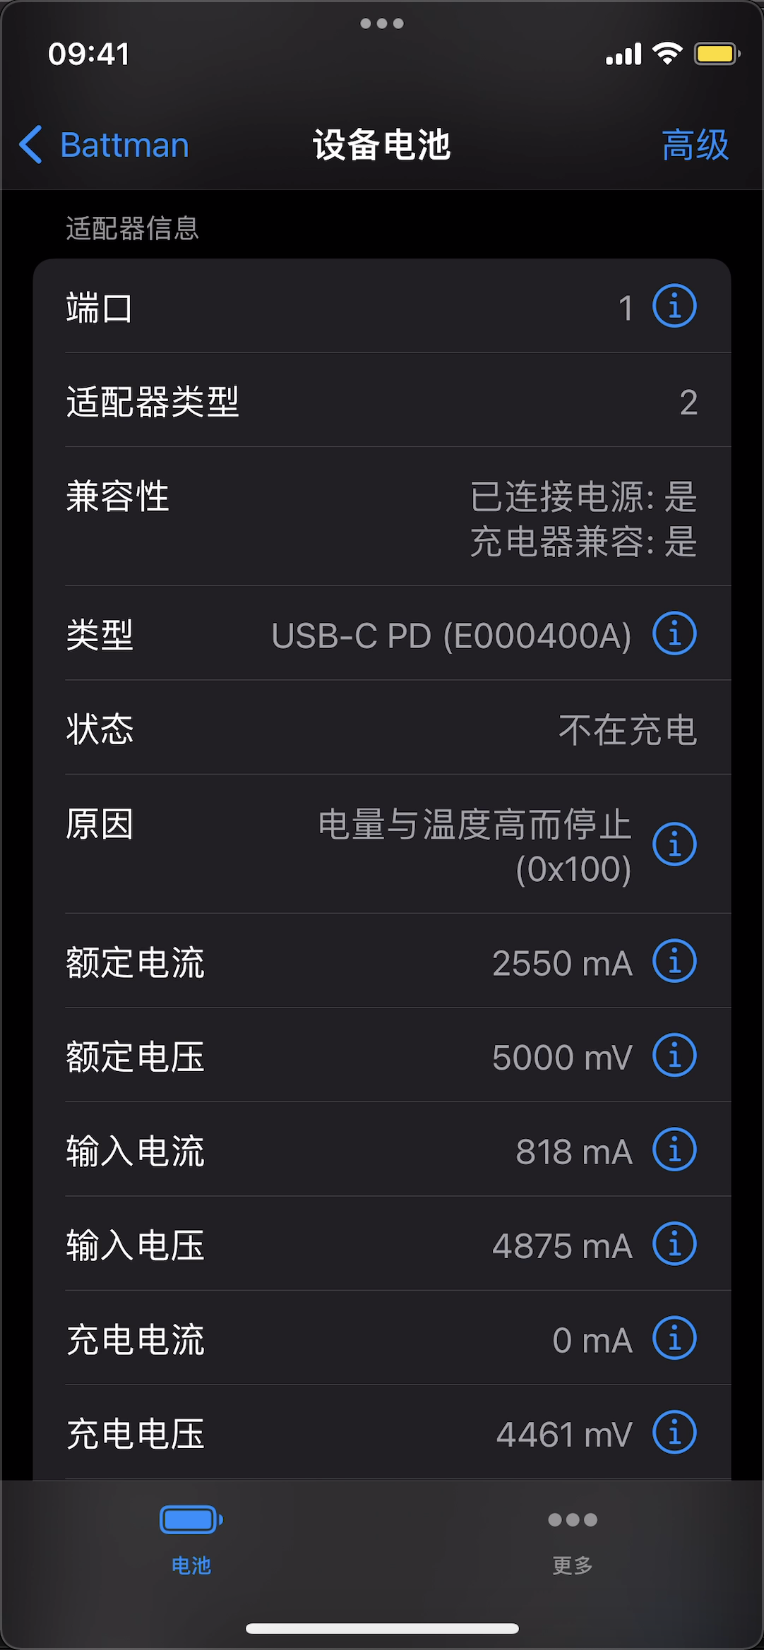 09:41
Battman
设备电池
高级
适配器信息
端口 1
适配器类型 2
兼容性 已连接电源: 是
充电器兼容: 是
类型 USB-C PD (E000400A)
状态 不在充电
原因 电量与温度高而停止
(0x100)
额定电流 2550 mA
额定电压 5000 mV
输入电流 818 mA
输入电压 4875 mA
充电电流 0 mA
充电电压 4461 mV
电池
更多